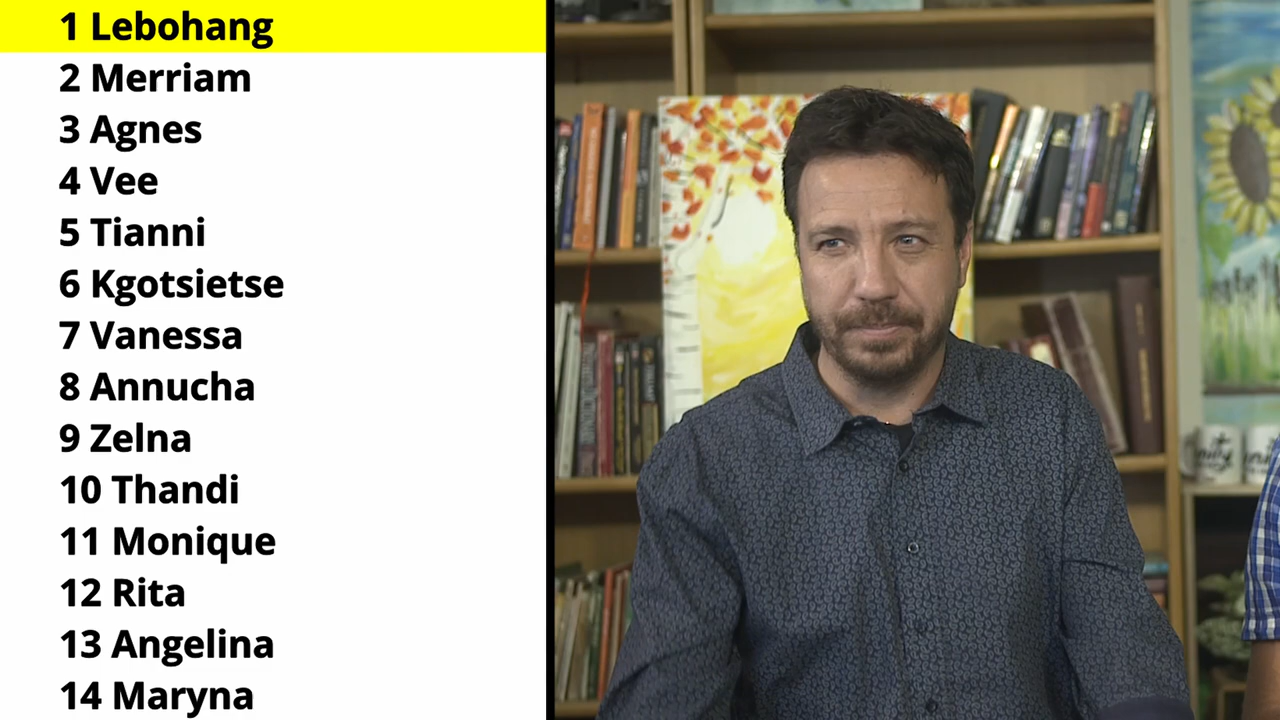 1 Lebohang
2 Merriam
3 Agnes
4 Vee
5 Tianni
6 Kgotsietse
7 Vanessa
8 Annucha
9 Zelna
10 Thandi
11 Monique
12 Rita
13 Angelina
14 Maryna